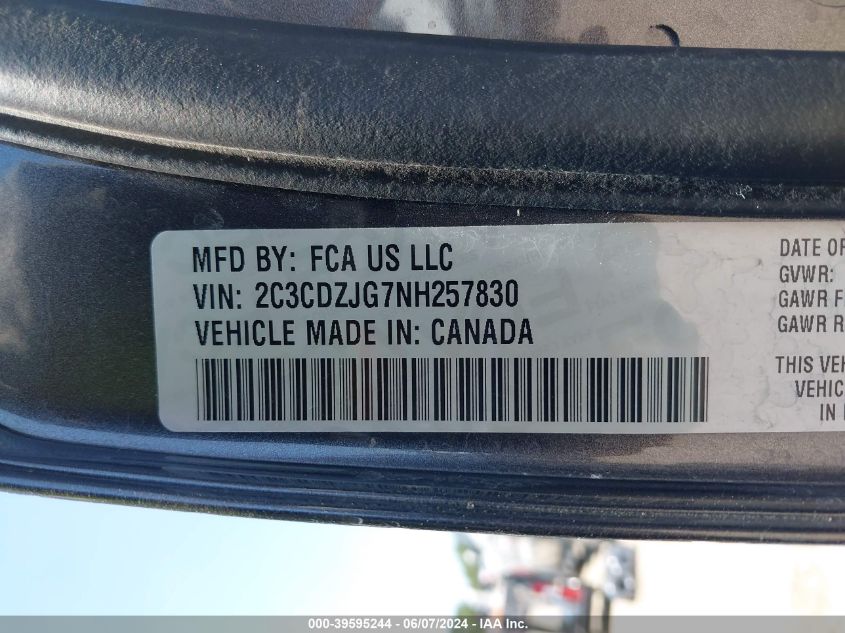 MFD BY: FCA US LLC
VIN: 2C3CDZJG7NH257830
VEHICLE MADE IN: CANADA
DATE OF
GVWR:
GAWR F
GAWR R
THIS VEH
VEHIC
IN
000-39595244 - 06/07/2024 - IAA Inc.